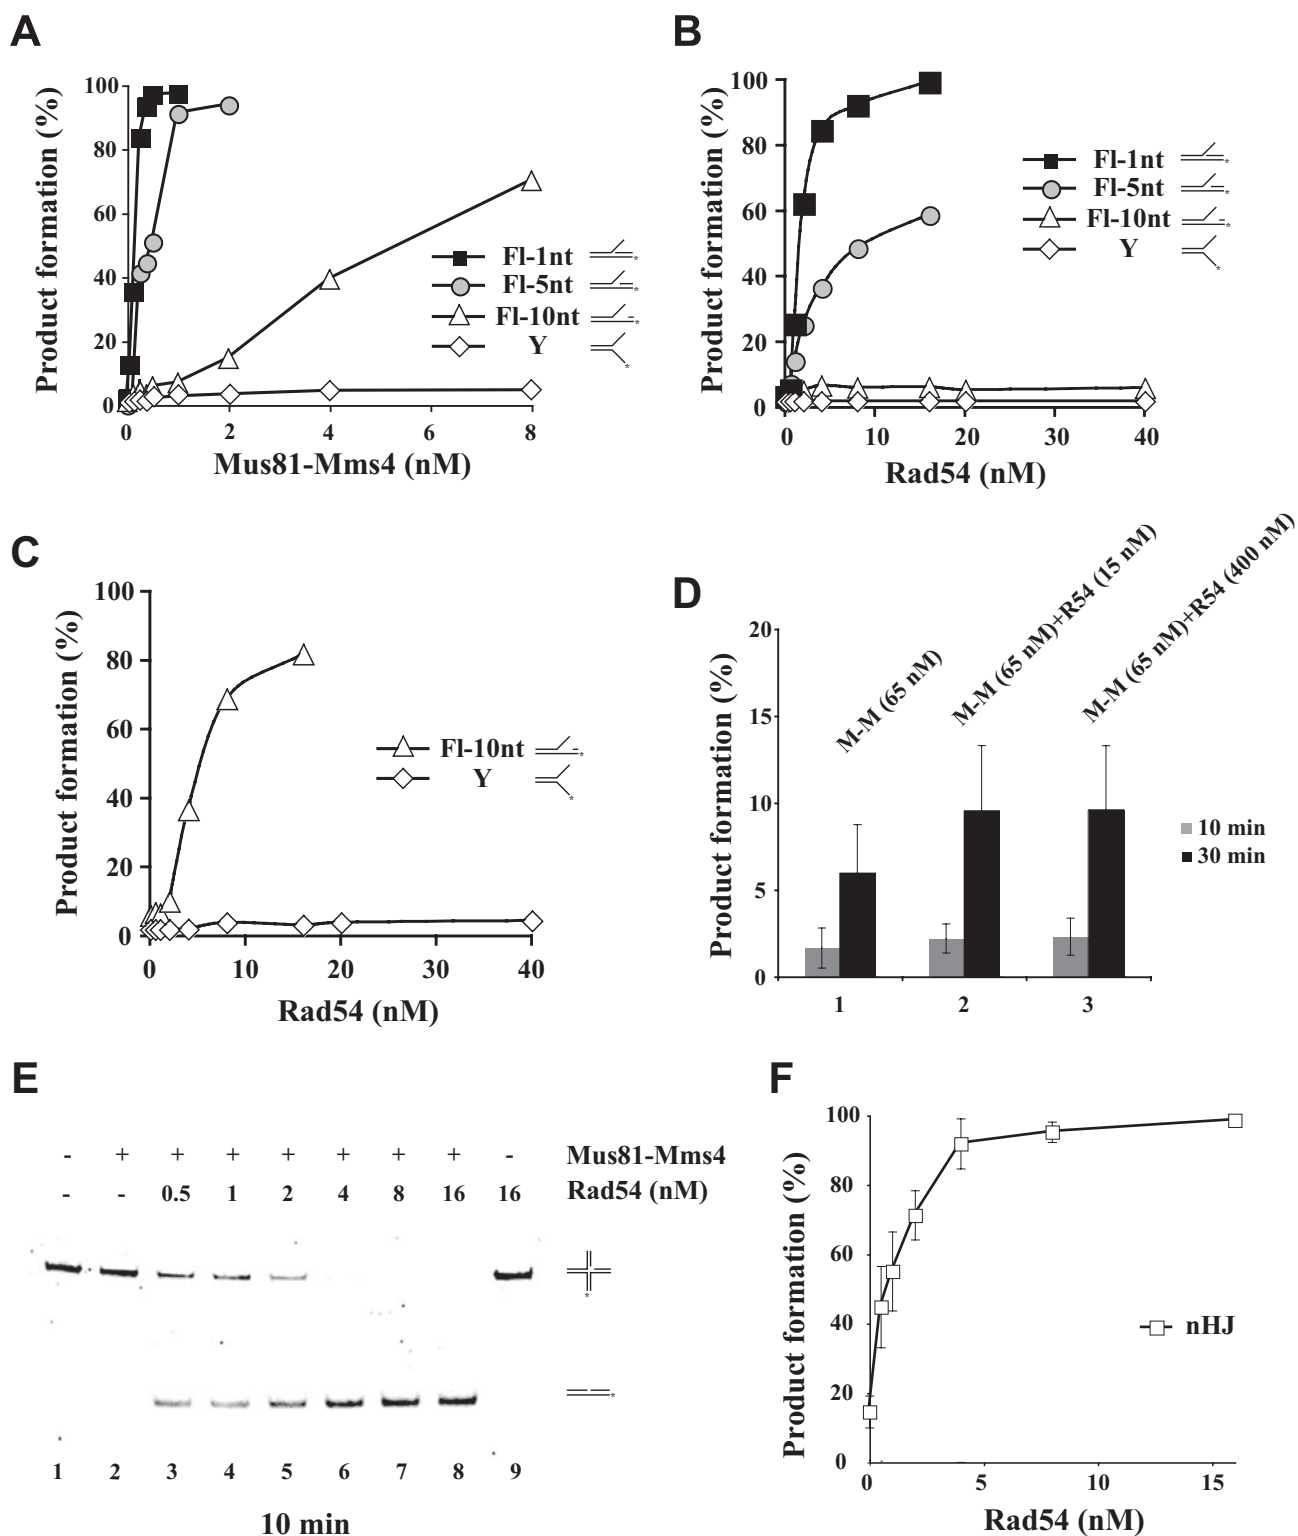 A
Product formation (%)
100
80
60
40
20
0
0 2 4 6 8
Mus81-Mms4 (nM)
Fl-1nt *
Fl-5nt *
Fl-10nt *
Y *
B
Product formation (%)
100
80
60
40
20
0
0 10 20 30 40
Rad54 (nM)
Fl-1nt *
Fl-5nt *
Fl-10nt *
Y *
C
Product formation (%)
100
80
60
40
20
0
0 10 20 30 40
Rad54 (nM)
Fl-10nt *
Y *
D
Product formation (%)
20
15
10
5
0
M-M (65 nM)
M-M (65 nM)+R54 (15 nM)
M-M (65 nM)+R54 (400 nM)
10 min
30 min
1 2 3
E
- + + + + + + + - Mus81-Mms4
- - 0.5 1 2 4 8 16 16 Rad54 (nM)
*
*
1 2 3 4 5 6 7 8 9
10 min
F
Product formation (%)
100
80
60
40
20
0
0 5 10 15
Rad54 (nM)
nHJ